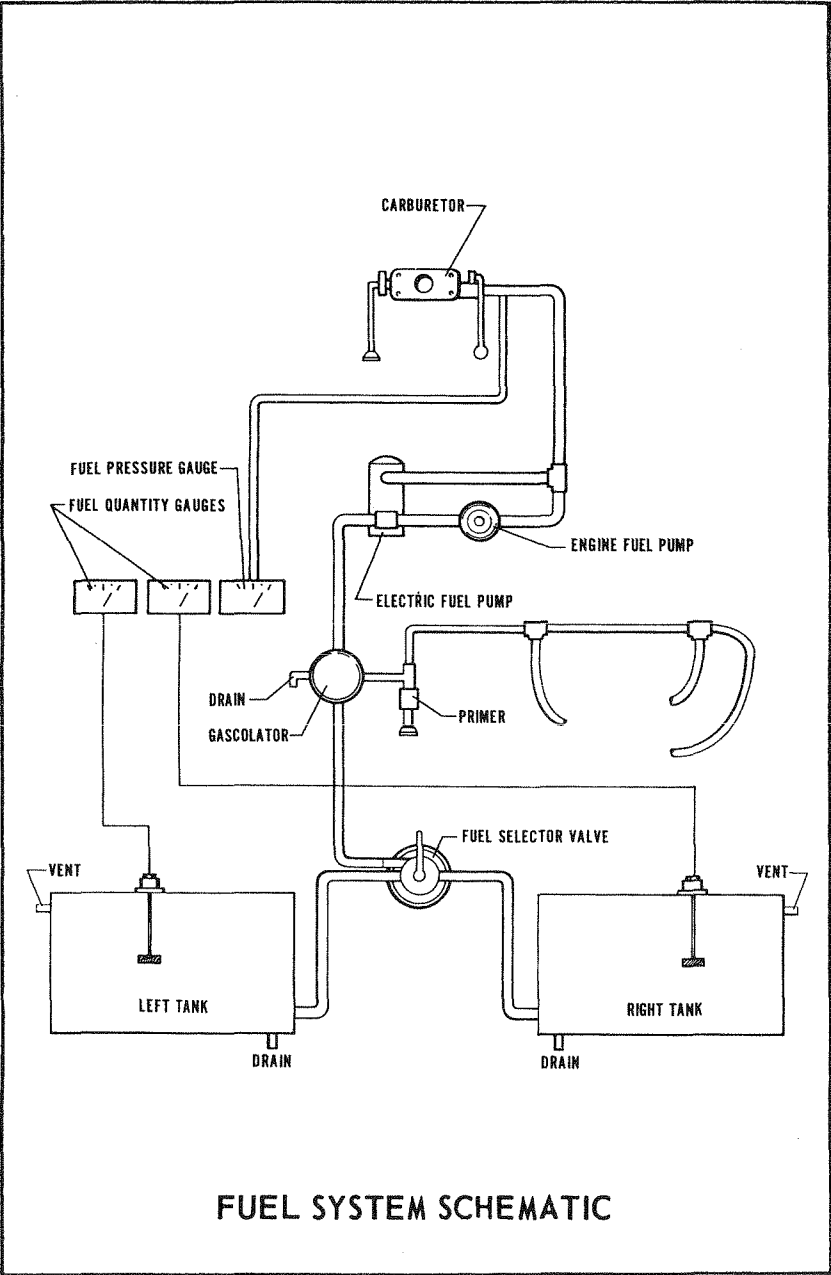 CARBURETOR
FUEL PRESSURE GAUGE
FUEL QUANTITY GAUGES
ENGINE FUEL PUMP
ELECTRIC FUEL PUMP
DRAIN
GASCOLATOR
PRIMER
FUEL SELECTOR VALVE
VENT
VENT
LEFT TANK
RIGHT TANK
DRAIN
DRAIN
FUEL SYSTEM SCHEMATIC